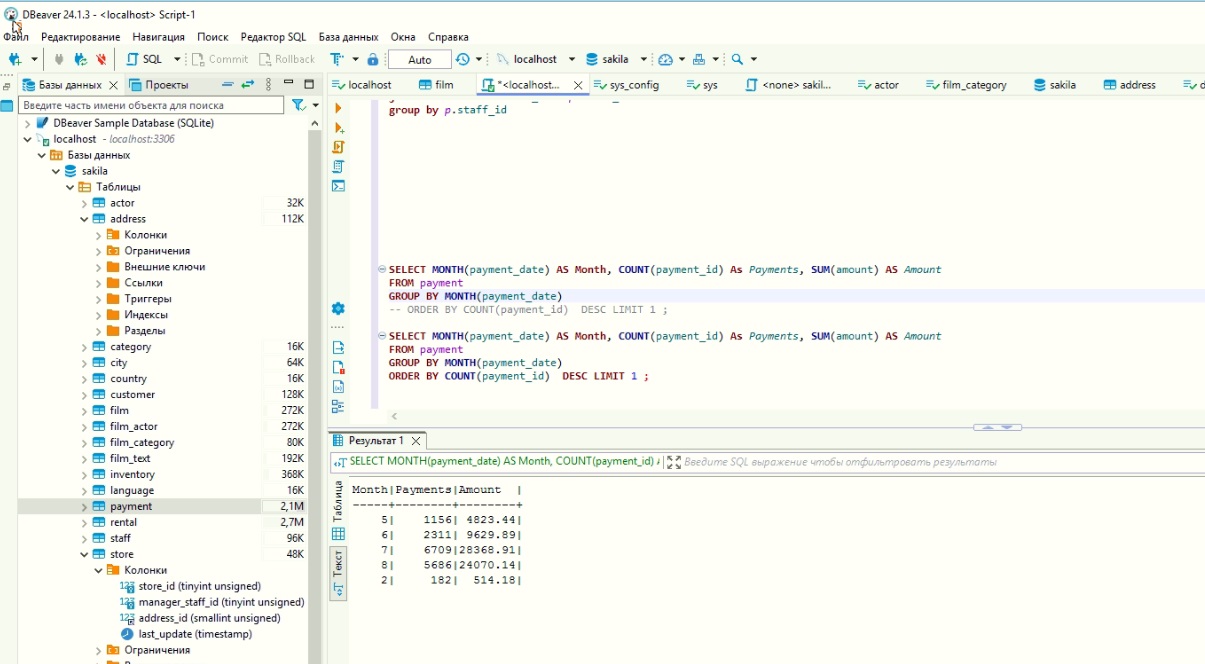 DBeaver 24.1.3 - <localhost> Script-1
Файл Редактирование Навигация Поиск Редактор SQL База данных Окна Справка
SQL Commit Rollback Auto localhost sakila
Базы данных Проекты
localhost film *<localhost... sys_config sys <none> sakil... actor film_category sakila address
Введите часть имени объекта для поиска
DBeaver Sample Database (SQLite)
localhost - localhost:3306
Базы данных
sakila
Таблицы
actor 32K
address 112K
Колонки
Ограничения
Внешние ключи
Ссылки
Триггеры
Индексы
Разделы
category 16K
city 64K
country 16K
customer 128K
film 272K
film_actor 272K
film_category 80K
film_text 192K
inventory 368K
language 16K
payment 2,1M
rental 2,7M
staff 96K
store 48K
Колонки
store_id (tinyint unsigned)
manager_staff_id (tinyint unsigned)
address_id (smallint unsigned)
last_update (timestamp)
Ограничения
group by p.staff_id
SELECT MONTH(payment_date) AS Month, COUNT(payment_id) As Payments, SUM(amount) AS Amount
FROM payment
GROUP BY MONTH(payment_date)
-- ORDER BY COUNT(payment_id)  DESC LIMIT 1 ;
SELECT MONTH(payment_date) AS Month, COUNT(payment_id) As Payments, SUM(amount) AS Amount
FROM payment
GROUP BY MONTH(payment_date)
ORDER BY COUNT(payment_id)  DESC LIMIT 1 ;
Результат 1
SELECT MONTH(payment_date) AS Month, COUNT(payment_id) Введите SQL выражение чтобы отфильтровать результаты
Таблица
Текст
Month|Payments|Amount  |
-----+--------+--------+
    5|    1156| 4823.44|
    6|    2311| 9629.89|
    7|    6709|28368.91|
    8|    5686|24070.14|
    2|     182|  514.18|